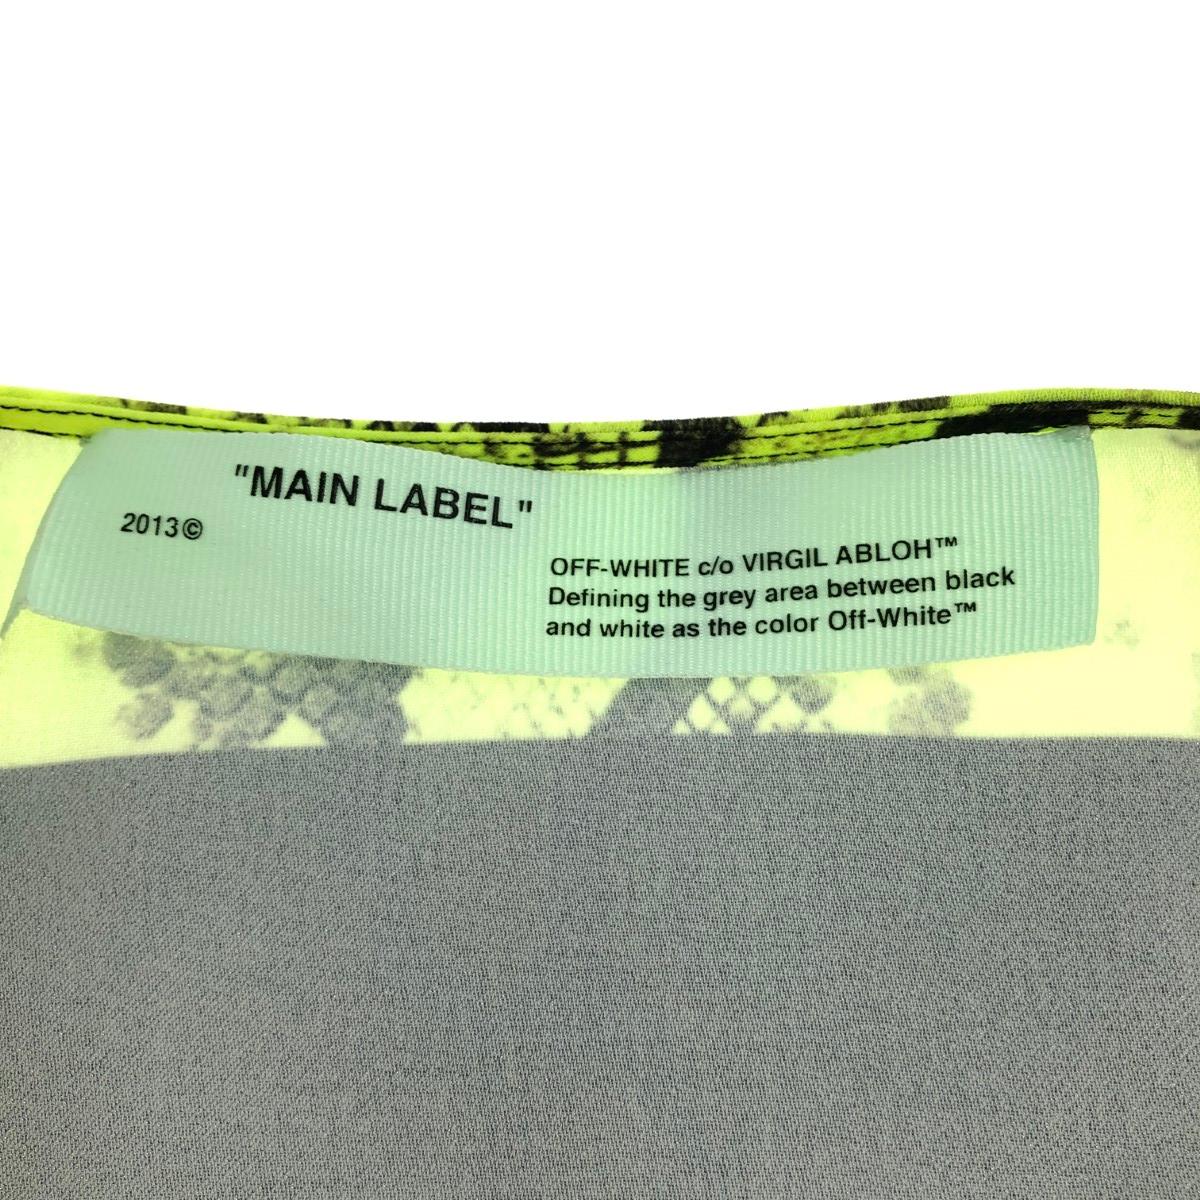 "MAIN LABEL"
2013©
OFF-WHITE c/o VIRGIL ABLOH™
Defining the grey area between black
and white as the color Off-White™